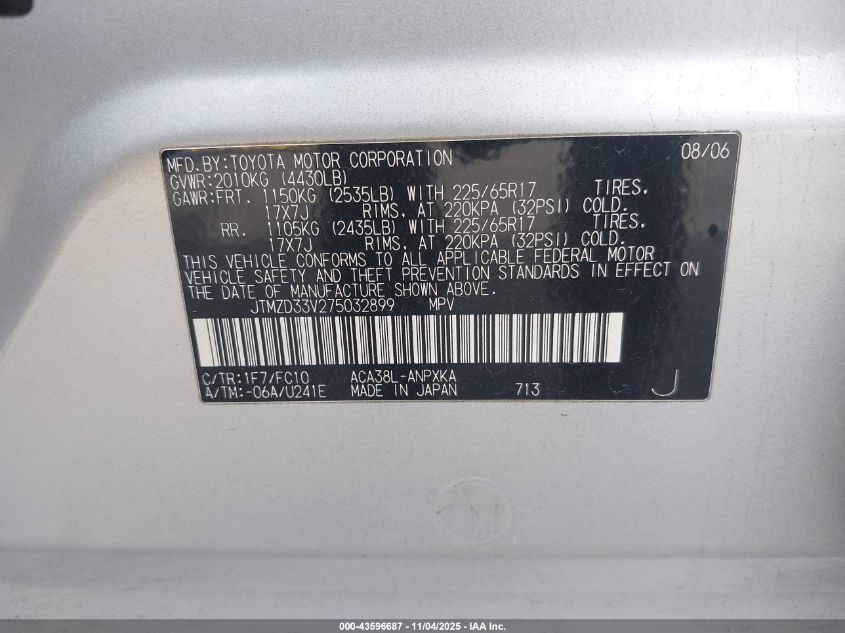 MFD.BY:TOYOTA MOTOR CORPORATION 08/06
GVWR:2010KG (4430LB)
GAWR:FRT. 1150KG (2535LB) WITH 225/65R17 TIRES.
17X7J RIMS. AT 220KPA (32PSI) COLD.
RR. 1105KG (2435LB) WITH 225/65R17 TIRES.
17X7J RIMS. AT 220KPA (32PSI) COLD.
THIS VEHICLE CONFORMS TO ALL APPLICABLE FEDERAL MOTOR
VEHICLE SAFETY AND THEFT PREVENTION STANDARDS IN EFFECT ON
THE DATE OF MANUFACTURE SHOWN ABOVE.
JTMZD33V275032899 MPV
C/TR:1F7/FC10 ACA38L-ANPXKA
A/TM:-06A/U241E MADE IN JAPAN 713 J
000-43596687 - 11/04/2025 - IAA Inc.